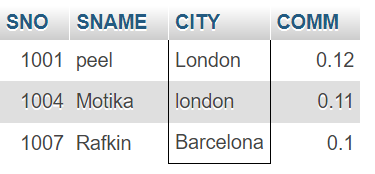 SNO SNAME CITY COMM
1001 peel London 0.12
1004 Motika london 0.11
1007 Rafkin Barcelona 0.1